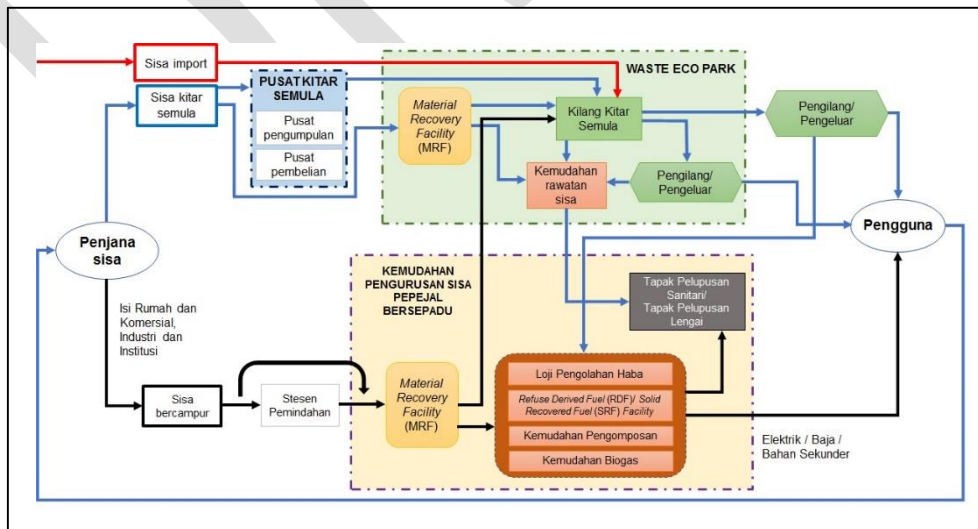 Sisa import
WASTE ECO PARK
Sisa kitar
semula
PUSAT KITAR
SEMULA
Pusat
pengumpulan
Pusat
pembelian
Material
Recovery
Facility
(MRF)
Kilang Kitar
Semula
Pengilang/
Pengeluar
Kemudahan
rawatan
sisa
Pengilang/
Pengeluar
Penjana
sisa
Pengguna
KEMUDAHAN
PENGURUSAN SISA
PEPEJAL
BERSEPADU
Tapak Pelupusan
Sanitari/
Tapak Pelupusan
Lengai
Isi Rumah dan
Komersial,
Industri dan
Institusi
Sisa
bercampur
Stesen
Pemindahan
Material
Recovery
Facility
(MRF)
Loji Pengolahan Haba
Refuse Derived Fuel (RDF)/ Solid
Recovered Fuel (SRF) Facility
Kemudahan Pengomposan
Kemudahan Biogas
Elektrik / Baja /
Bahan Sekunder